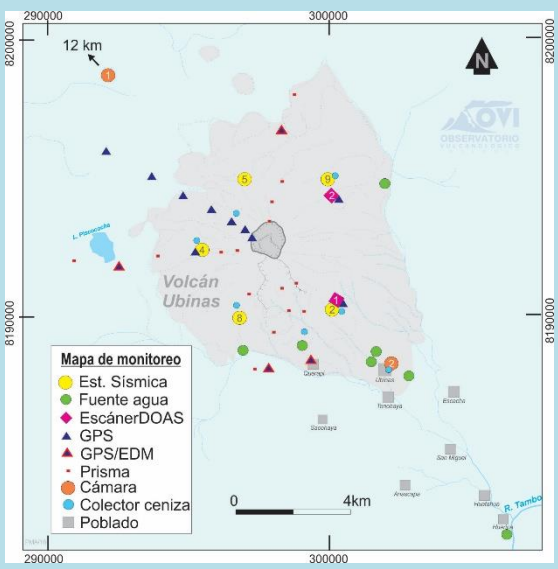 290000
300000
8200000
8200000
12 km
1
N
OVI
OBSERVATORIO
VULCANOLÓGICO
5
9
2
L. Piscococha
4
Volcán
Ubinas
1
2
8
8190000
8190000
2
Querapi
Ubinas
Tonohaya
Escacha
Sacohaya
San Miguel
Anascapa
Huatahua
Huarina
R. Tambo
Mapa de monitoreo
Est. Sísmica
Fuente agua
EscánerDOAS
GPS
GPS/EDM
Prisma
Cámara
Colector ceniza
Poblado
0
4km
290000
300000